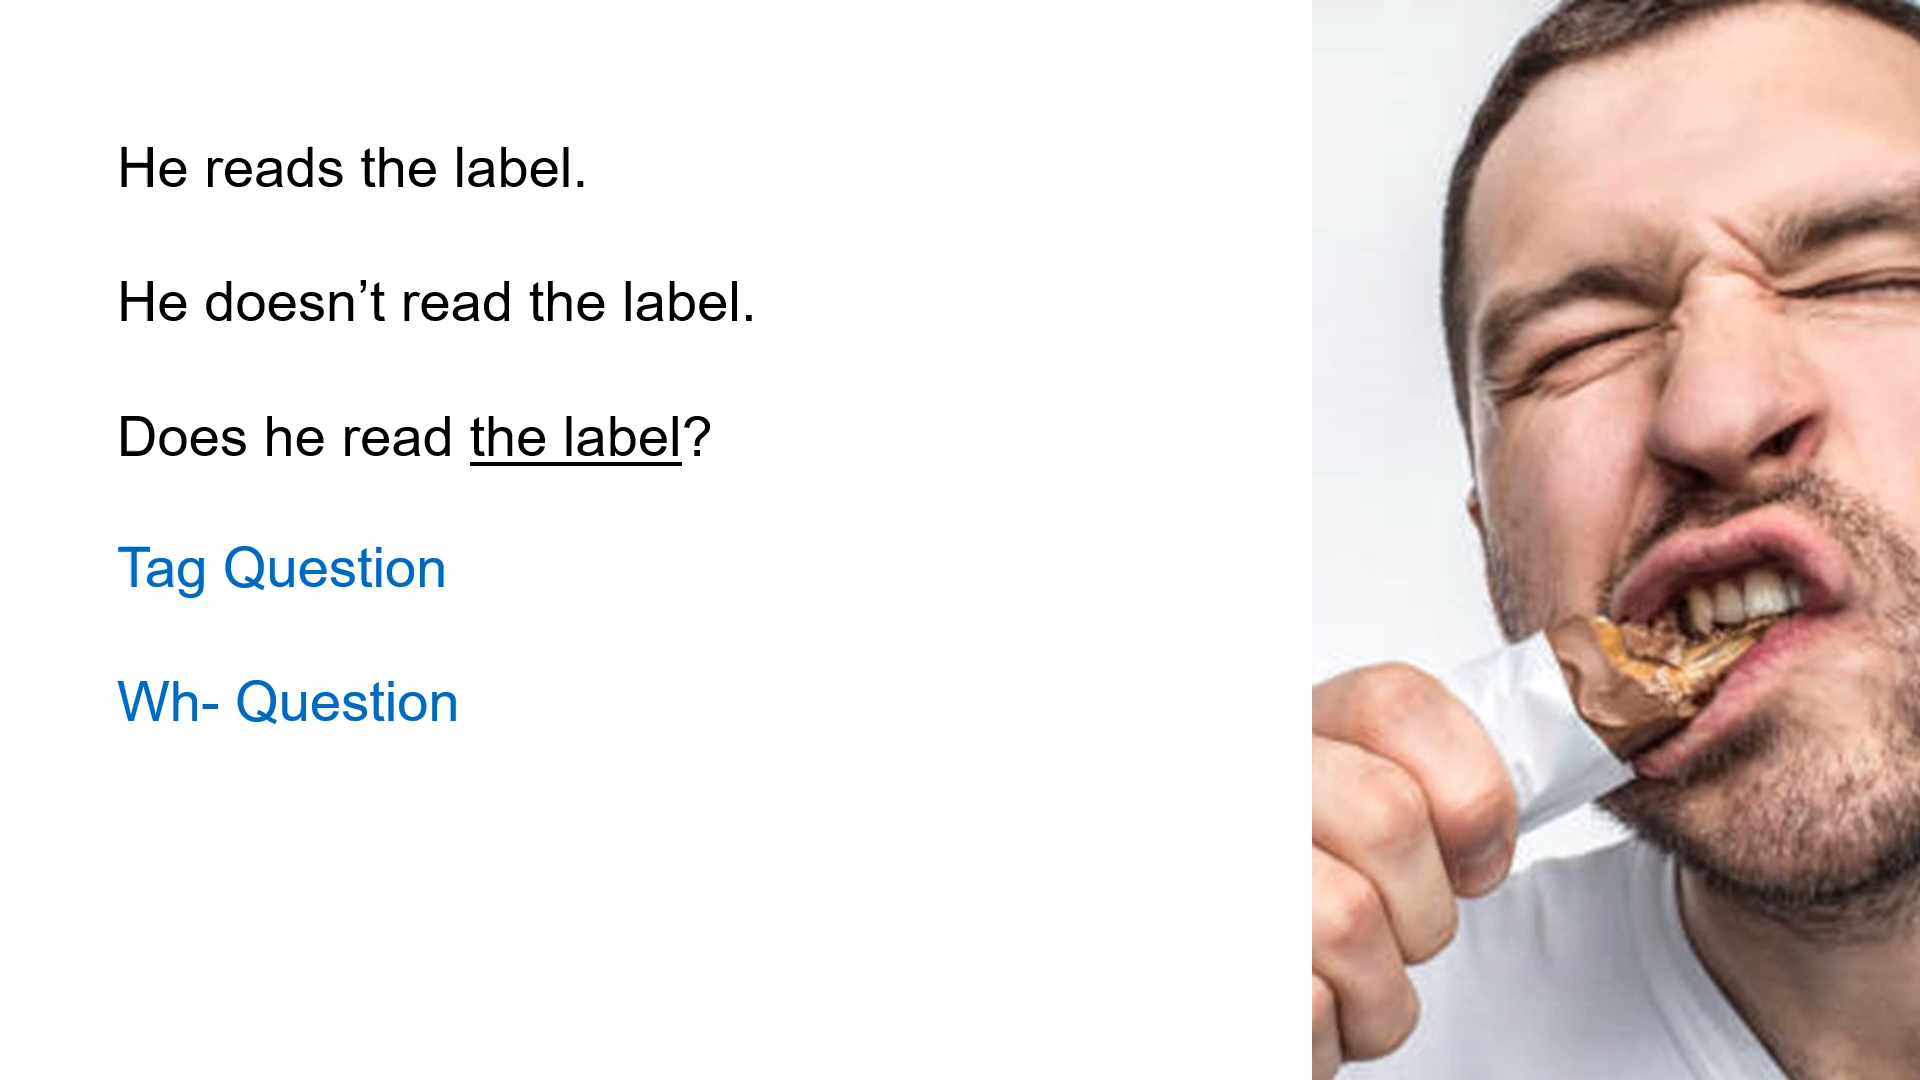 He reads the label.
He doesn’t read the label.
Does he read the label?
Tag Question
Wh- Question